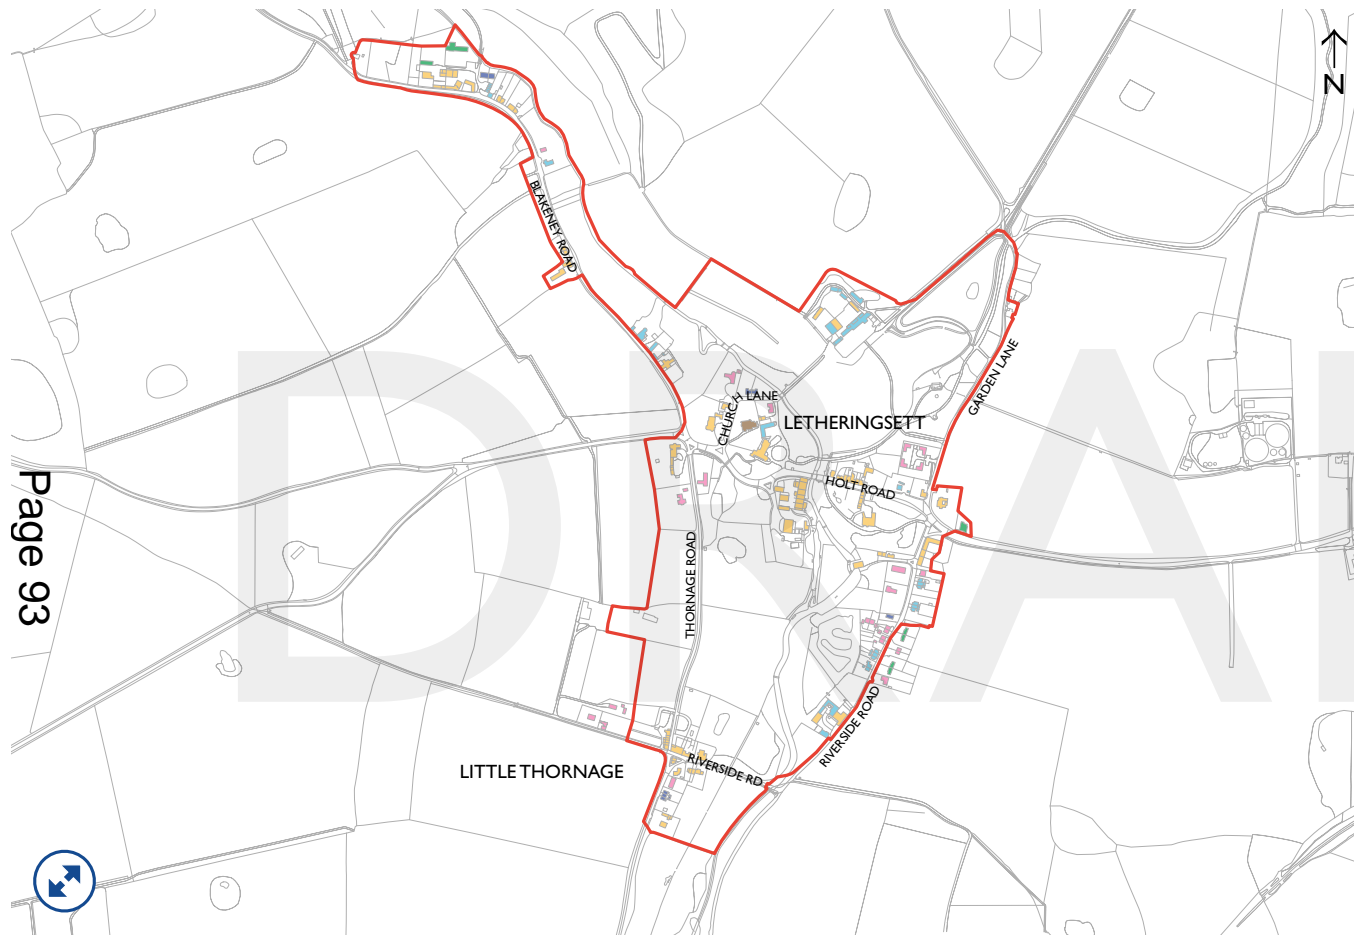 N
BLAKENEY ROAD
GARDEN LANE
CHURCH LANE
LETHERINGSETT
HOLT ROAD
THORNAGE ROAD
RIVERSIDE ROAD
RIVERSIDE RD
LITTLE THORNAGE
Page 93
DRA